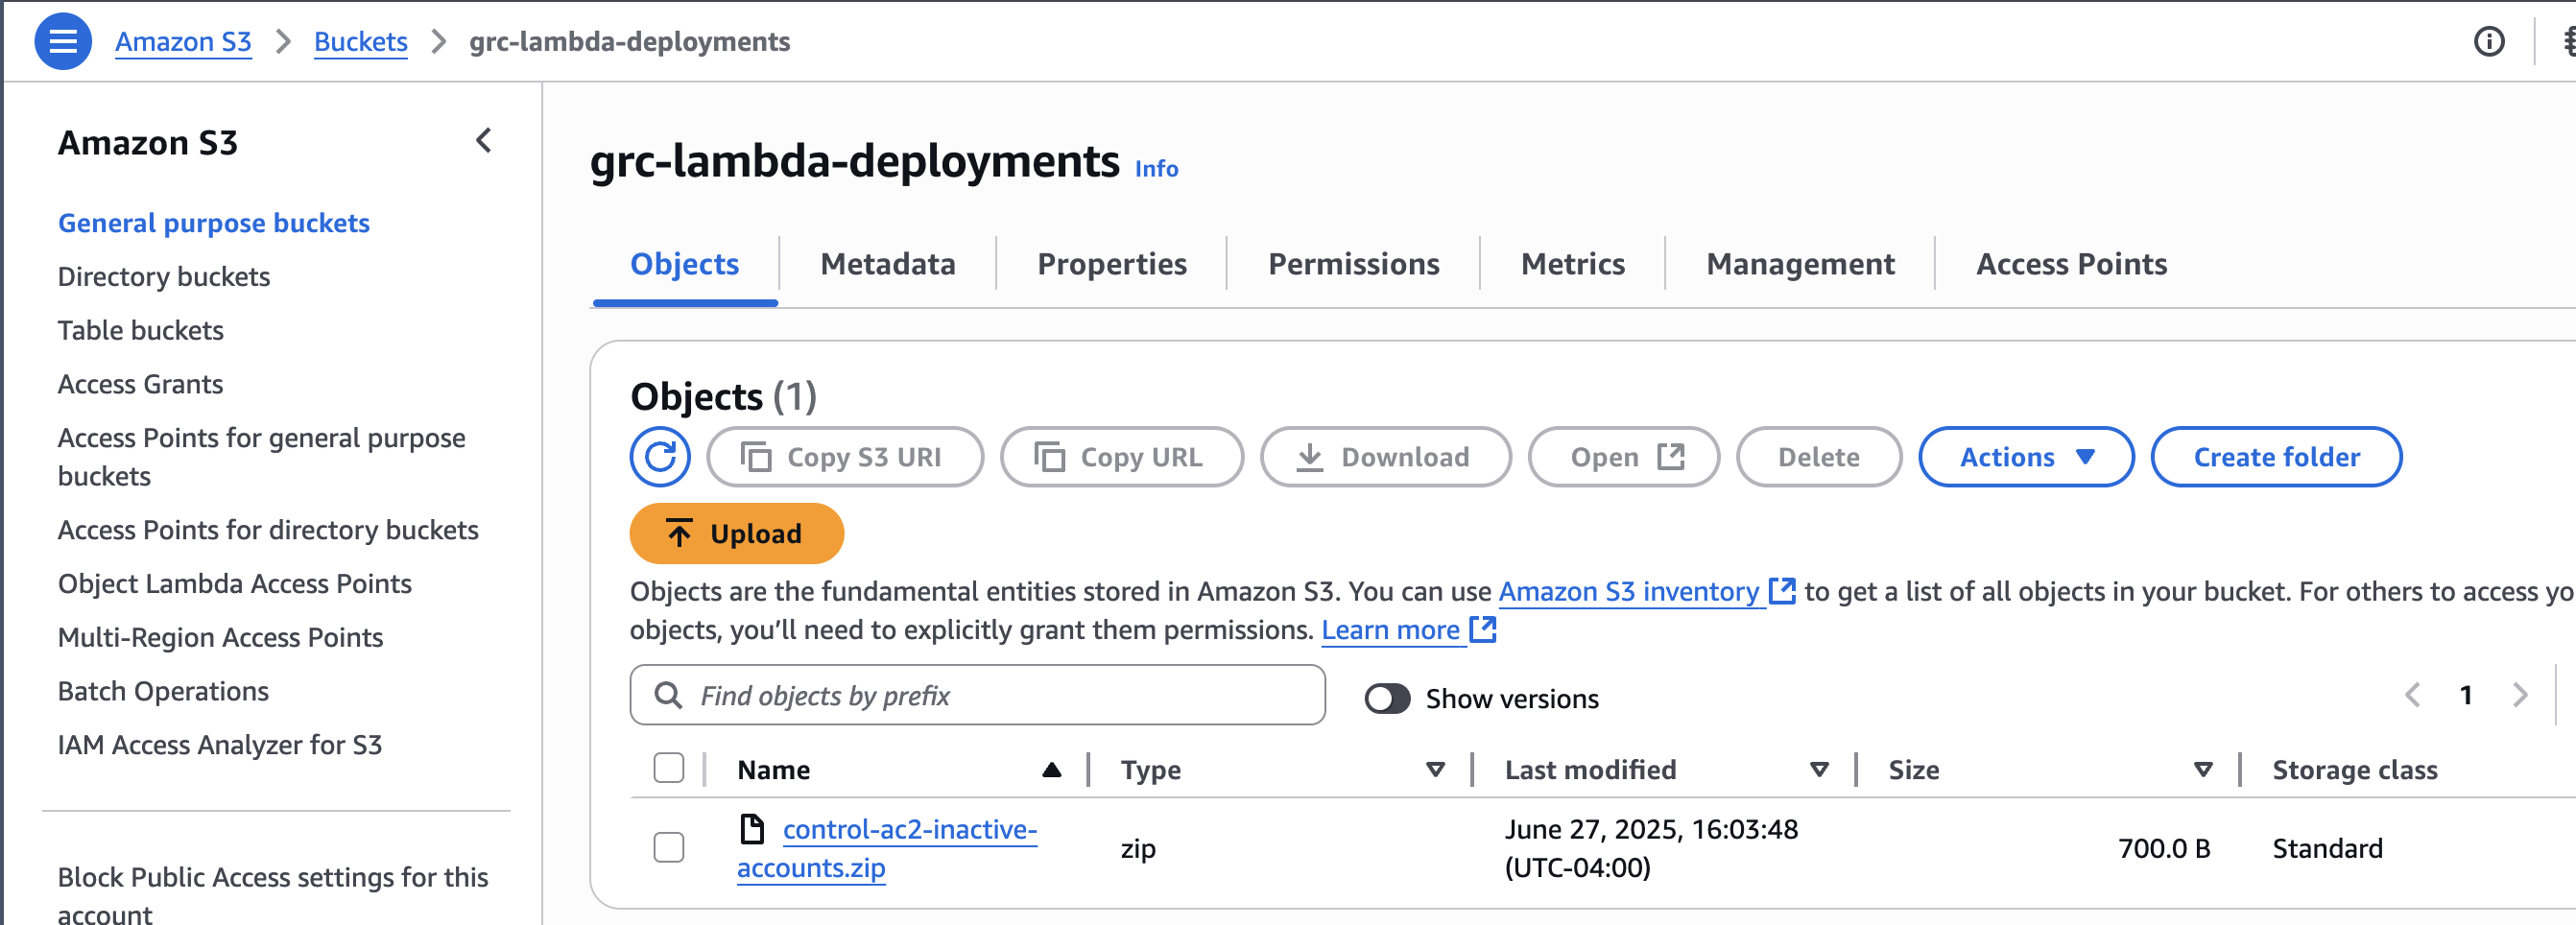 Amazon S3 > Buckets > grc-lambda-deployments
Amazon S3
General purpose buckets
Directory buckets
Table buckets
Access Grants
Access Points for general purpose
buckets
Access Points for directory buckets
Object Lambda Access Points
Multi-Region Access Points
Batch Operations
IAM Access Analyzer for S3
Block Public Access settings for this
account
grc-lambda-deployments Info
Objects Metadata Properties Permissions Metrics Management Access Points
Objects (1)
Copy S3 URI Copy URL Download Open Delete Actions Create folder
Upload
Objects are the fundamental entities stored in Amazon S3. You can use Amazon S3 inventory to get a list of all objects in your bucket. For others to access yo
objects, you’ll need to explicitly grant them permissions. Learn more
Find objects by prefix Show versions 1
Name Type Last modified Size Storage class
control-ac2-inactive- June 27, 2025, 16:03:48
zip 700.0 B Standard
accounts.zip (UTC-04:00)